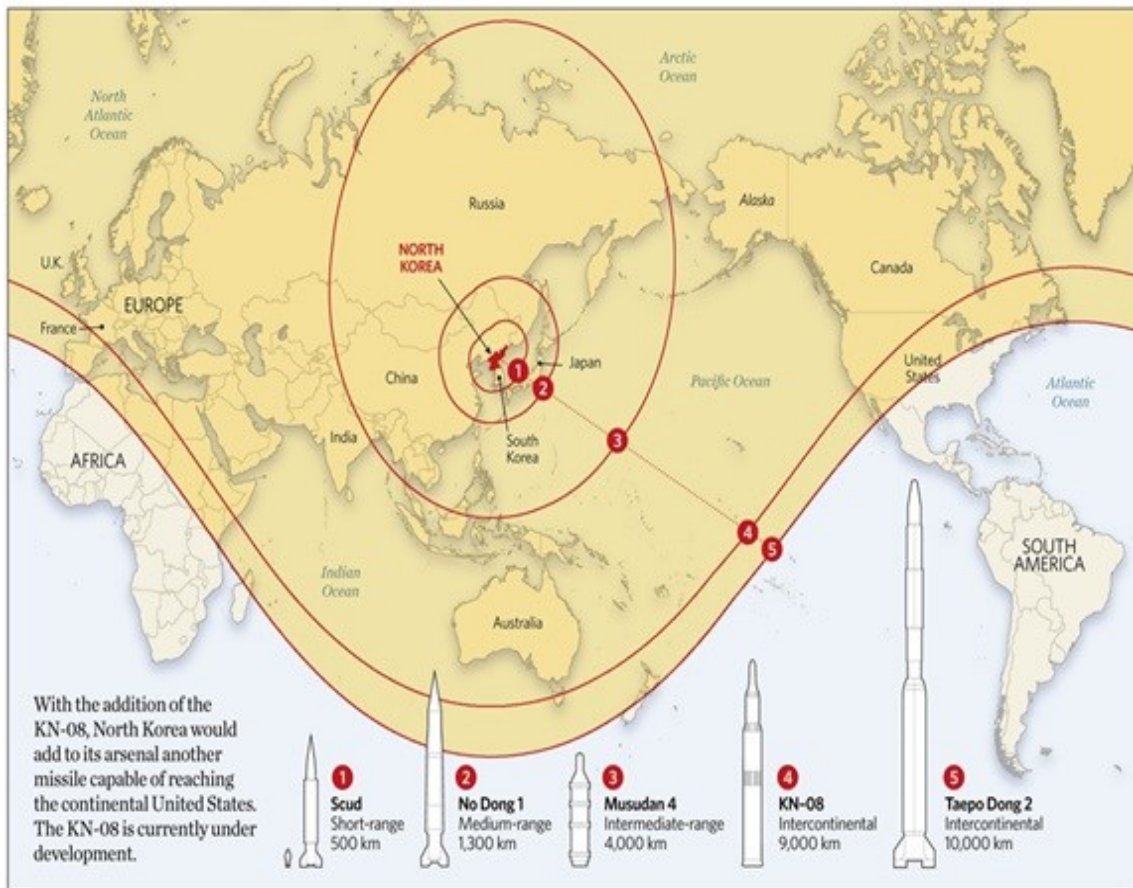 Arctic
Ocean
North
Atlantic
Ocean
Russia
Alaska
NORTH
KOREA
U.K.
Canada
EUROPE
France
Japan
United
States
China
1
2
Pacific Ocean
Atlantic
Ocean
India
South
Korea
3
AFRICA
4
5
SOUTH
AMERICA
Indian
Ocean
Australia
With the addition of the
KN-08, North Korea would
add to its arsenal another
missile capable of reaching
the continental United States.
The KN-08 is currently under
development.
1
Scud
Short-range
500 km
2
No Dong 1
Medium-range
1,300 km
3
Musudan 4
Intermediate-range
4,000 km
4
KN-08
Intercontinental
9,000 km
5
Taepo Dong 2
Intercontinental
10,000 km